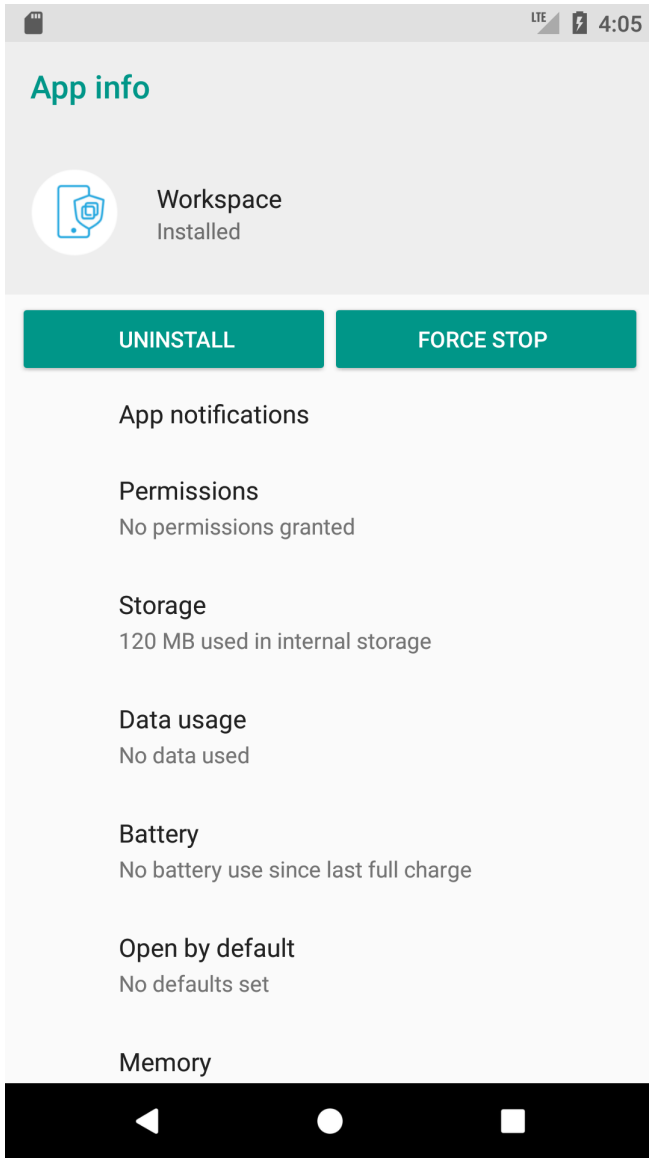 LTE 4:05
App info
Workspace
Installed
UNINSTALL FORCE STOP
App notifications
Permissions
No permissions granted
Storage
120 MB used in internal storage
Data usage
No data used
Battery
No battery use since last full charge
Open by default
No defaults set
Memory